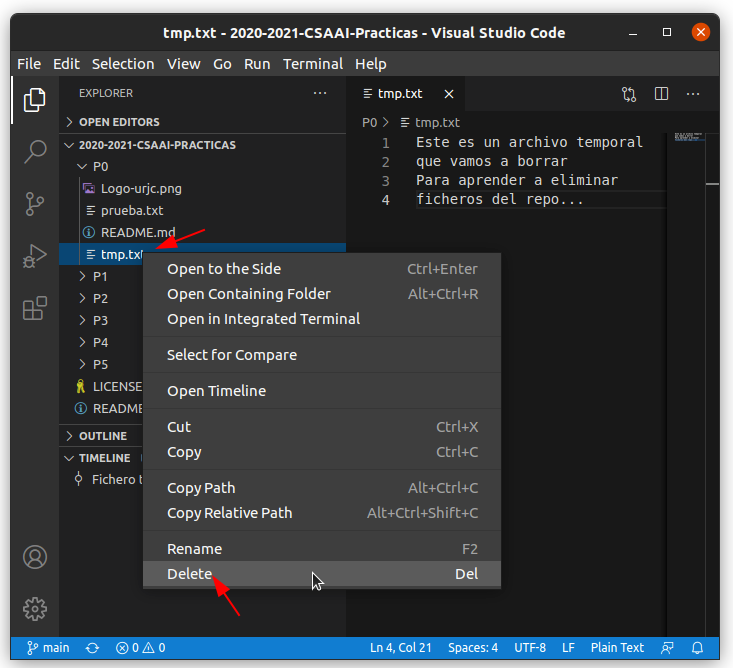 tmp.txt - 2020-2021-CSAAI-Practicas - Visual Studio Code
File Edit Selection View Go Run Terminal Help
EXPLORER
OPEN EDITORS
2020-2021-CSAAI-PRACTICAS
P0
Logo-urjc.png
prueba.txt
README.md
tmp.txt
P1
P2
P3
P4
P5
LICENSE
README
OUTLINE
TIMELINE
Fichero t
tmp.txt
P0 > tmp.txt
1 Este es un archivo temporal
2 que vamos a borrar
3 Para aprender a eliminar
4 ficheros del repo...
Open to the Side Ctrl+Enter
Open Containing Folder Alt+Ctrl+R
Open in Integrated Terminal
Select for Compare
Open Timeline
Cut Ctrl+X
Copy Ctrl+C
Copy Path Alt+Ctrl+C
Copy Relative Path Alt+Ctrl+Shift+C
Rename F2
Delete Del
main 0 0 Ln 4, Col 21 Spaces: 4 UTF-8 LF Plain Text